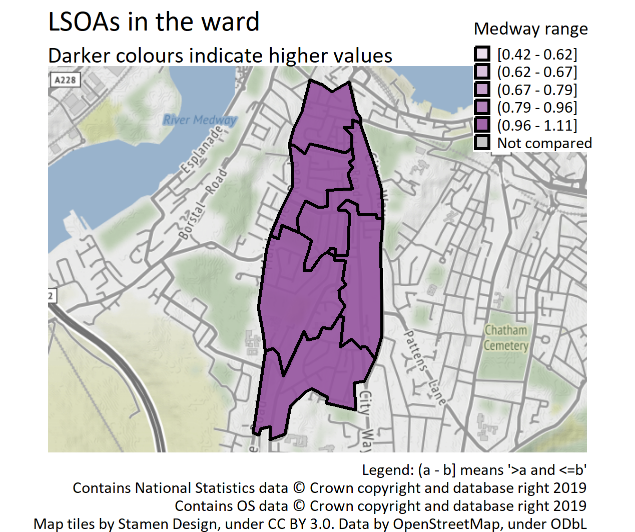 LSOAs in the ward
Darker colours indicate higher values
Medway range
[0.42 - 0.62]
(0.62 - 0.67]
(0.67 - 0.79]
(0.79 - 0.96]
(0.96 - 1.11]
Not compared
A228
River Medway
Esplanade
Borstal - Road
2
Chatham
Cemetery
Pattens - Lane
City - Way
Legend: (a - b] means '>a and <=b'
Contains National Statistics data © Crown copyright and database right 2019
Contains OS data © Crown copyright and database right 2019
Map tiles by Stamen Design, under CC BY 3.0. Data by OpenStreetMap, under ODbL